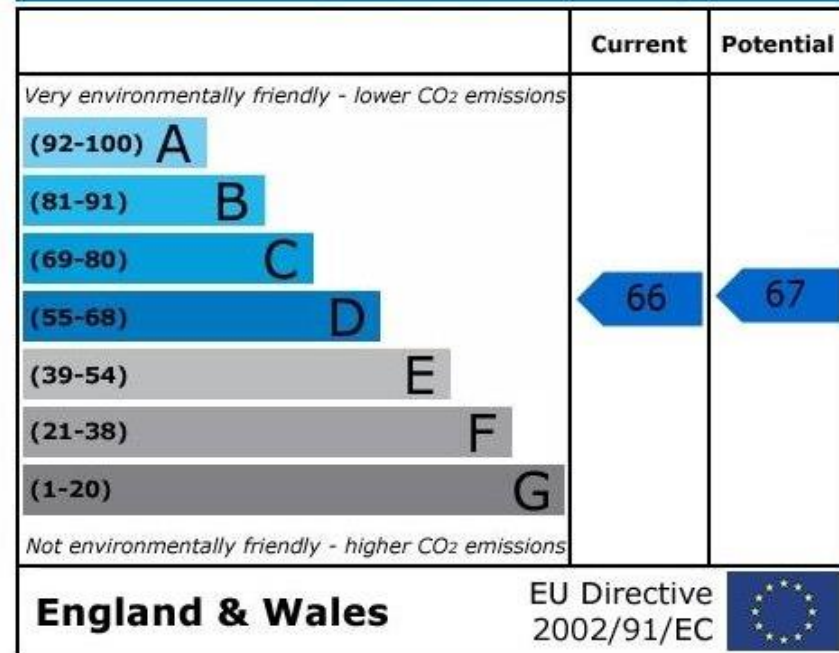 Current Potential
Very environmentally friendly - lower CO2 emissions
(92-100) A
(81-91) B
(69-80) C
(55-68) D
66 67
(39-54) E
(21-38) F
(1-20) G
Not environmentally friendly - higher CO2 emissions
England & Wales
EU Directive
2002/91/EC